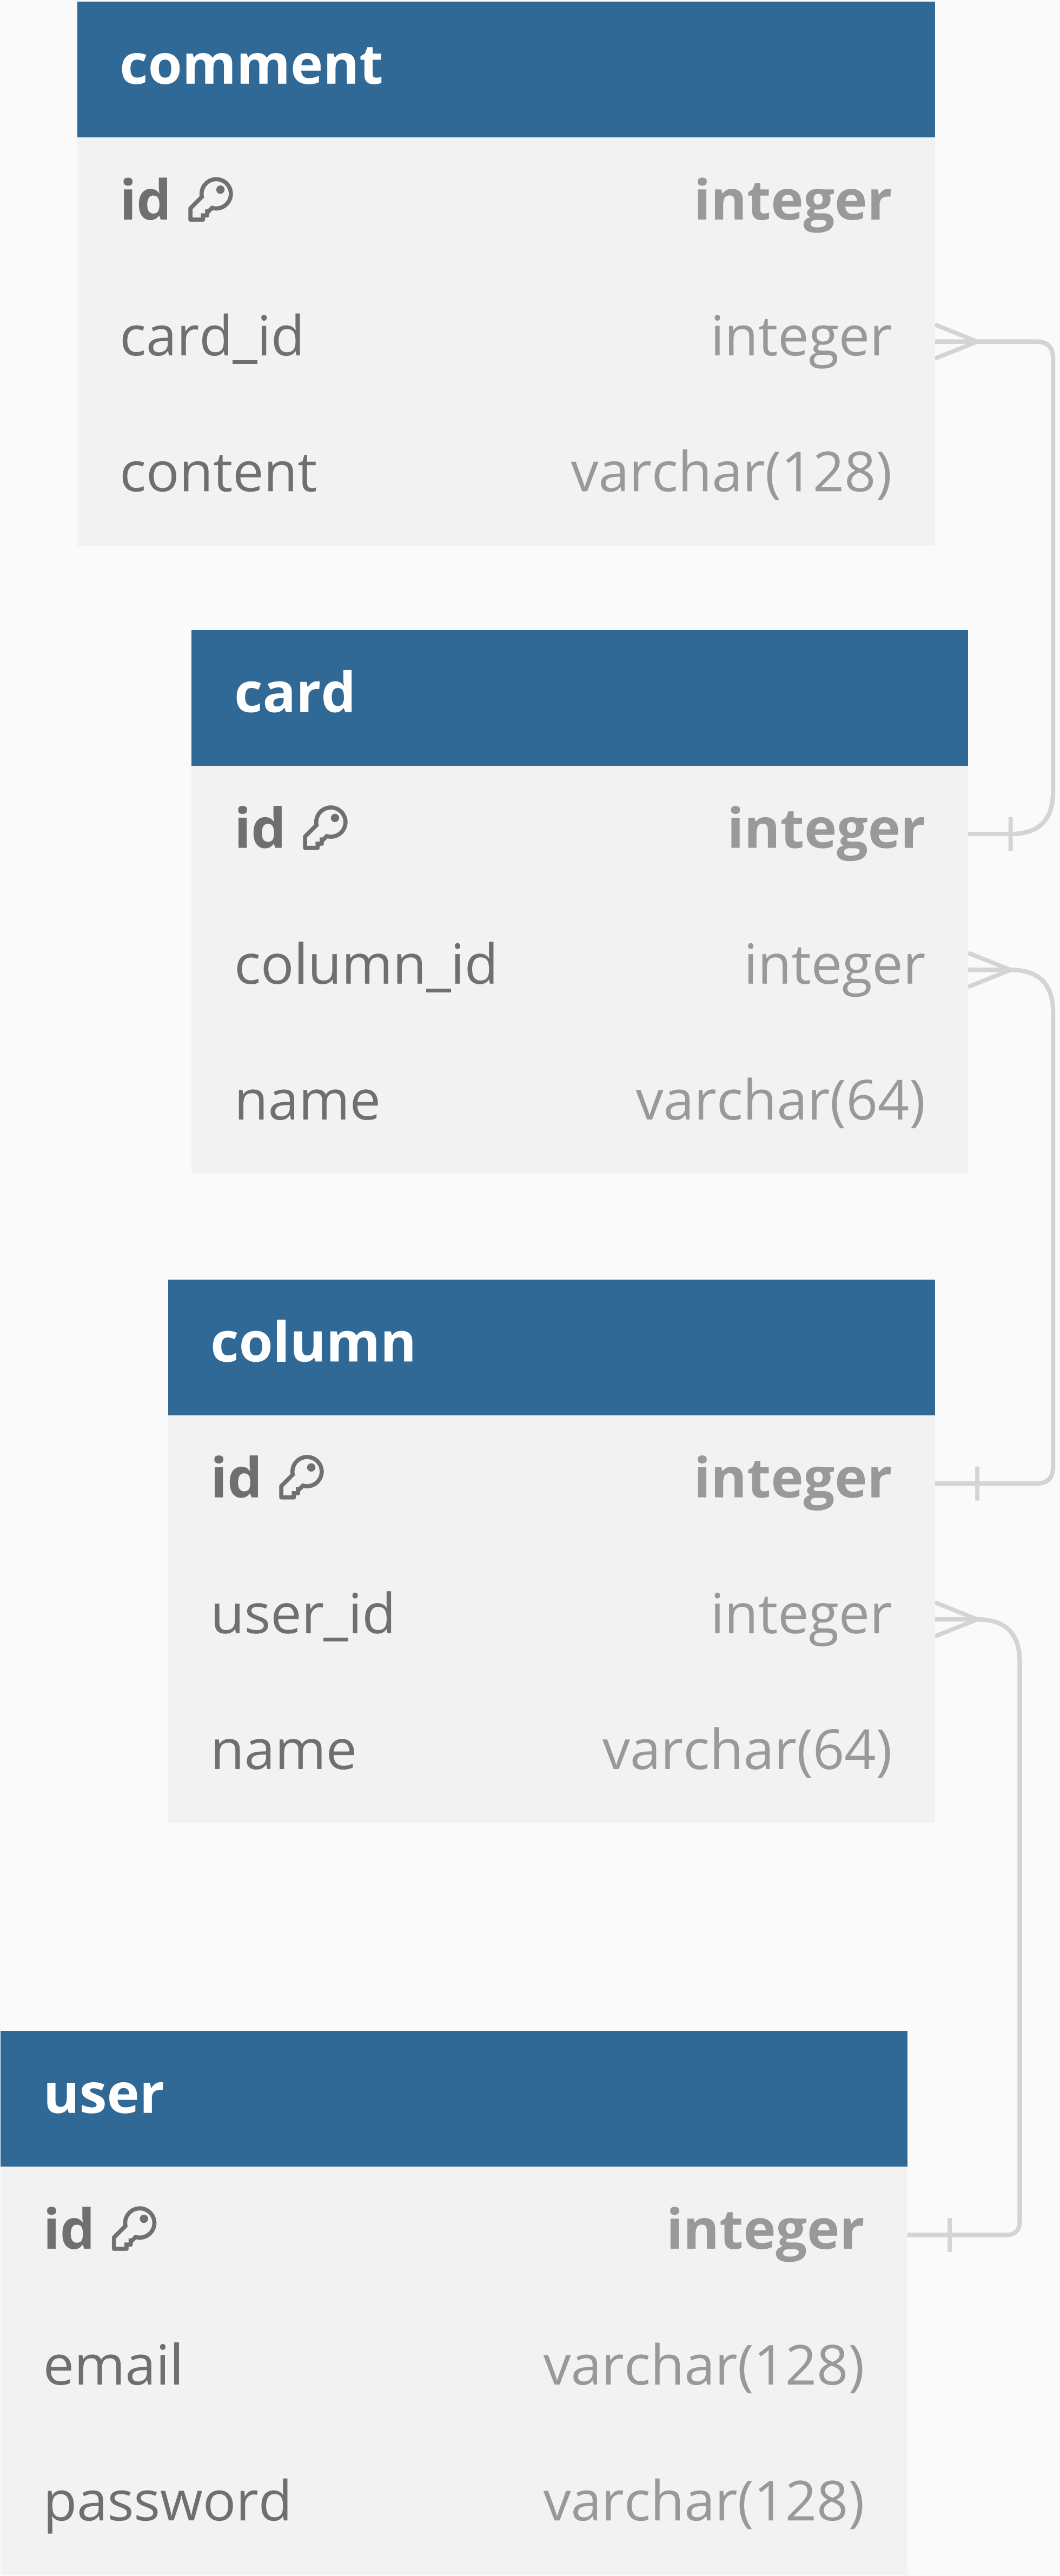 comment
id integer
card_id integer
content varchar(128)
card
id integer
column_id integer
name varchar(64)
column
id integer
user_id integer
name varchar(64)
user
id integer
email varchar(128)
password varchar(128)